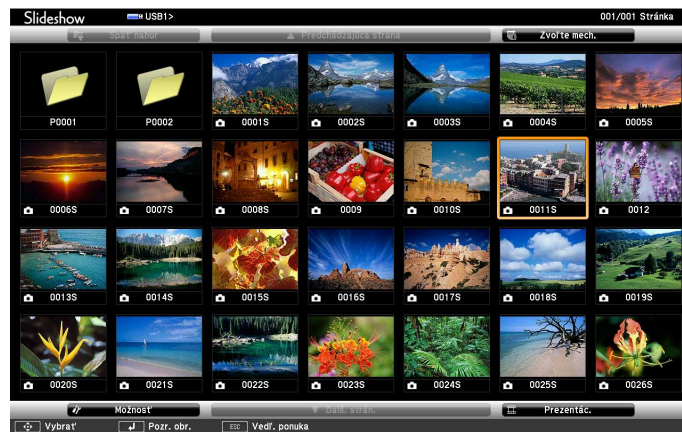 Slideshow USB1> 001/001 Stránka
Späť nahor Predchádzajúca strana Zvoľte mech.
P0001 P0002 0001S 0002S 0003S 0004S 0005S
0006S 0007S 0008S 0009 0010S 0011S 0012
0013S 0014S 0015S 0016S 0017S 0018S 0019S
0020S 0021S 0022S 0023S 0024S 0025S 0026S
Možnosť Ďalš. strán. Prezentác.
Vybrať Pozr. obr. ESC Vedľ. ponuka